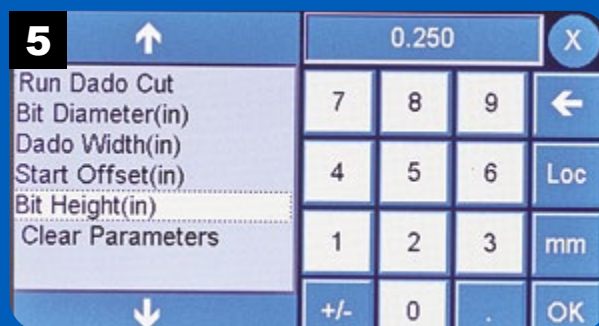 5
0.250 X
Run Dado Cut
Bit Diameter(in)
Dado Width(in)
Start Offset(in)
Bit Height(in)
Clear Parameters
7 8 9
4 5 6 Loc
1 2 3 mm
+/- 0 . OK